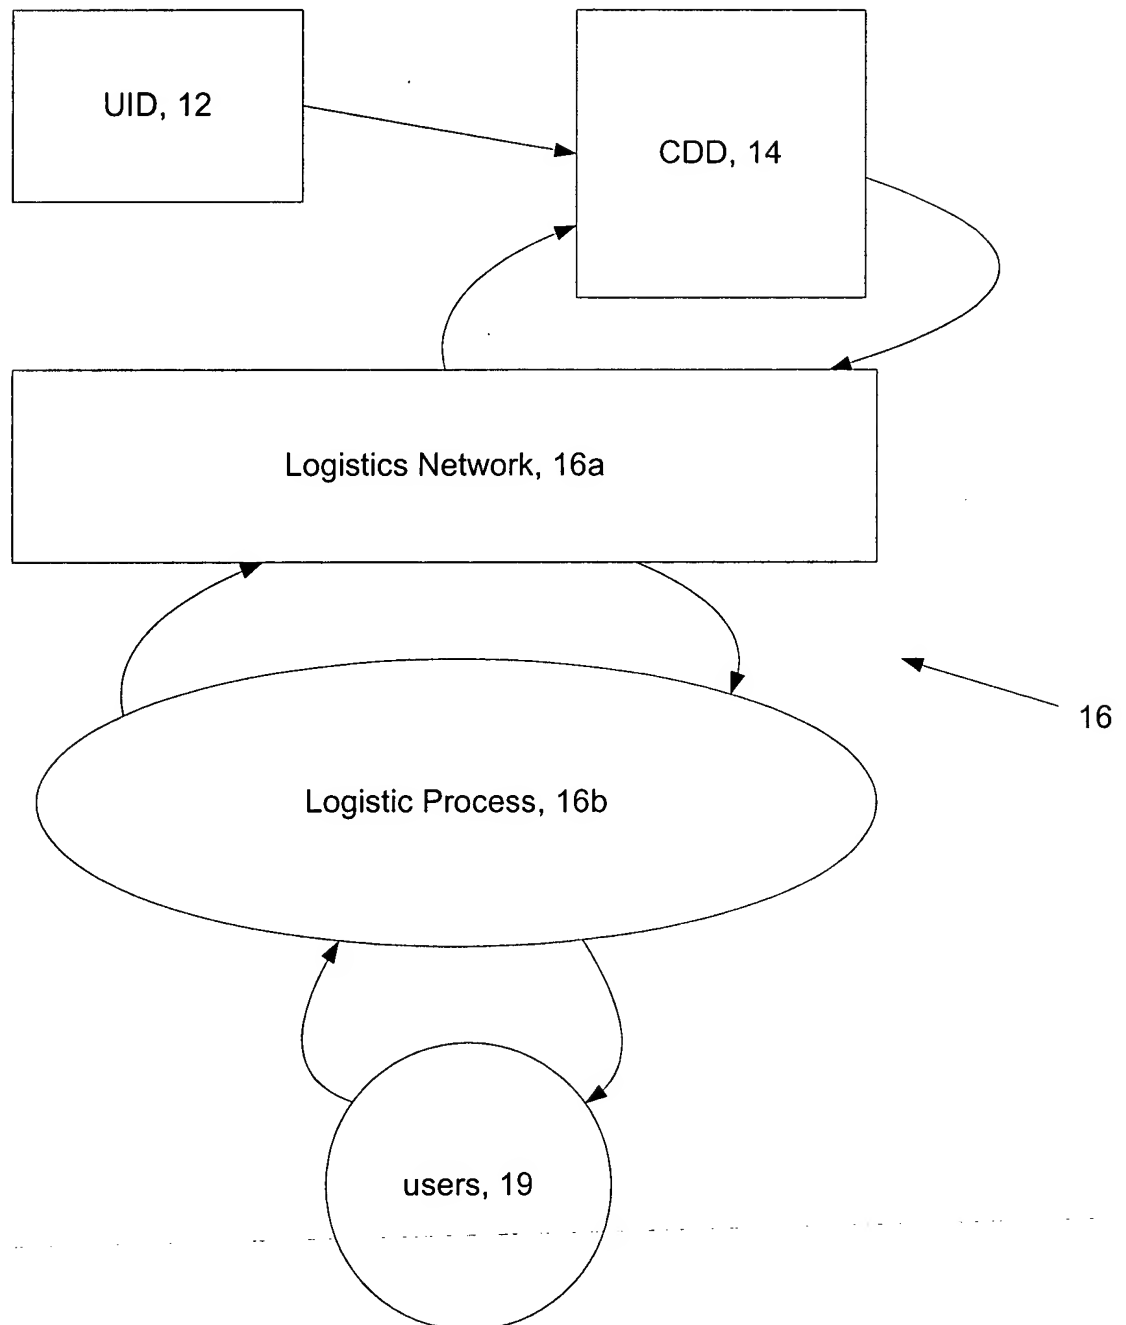 UID, 12
CDD, 14
Logistics Network, 16a
16
Logistic Process, 16b
users, 19